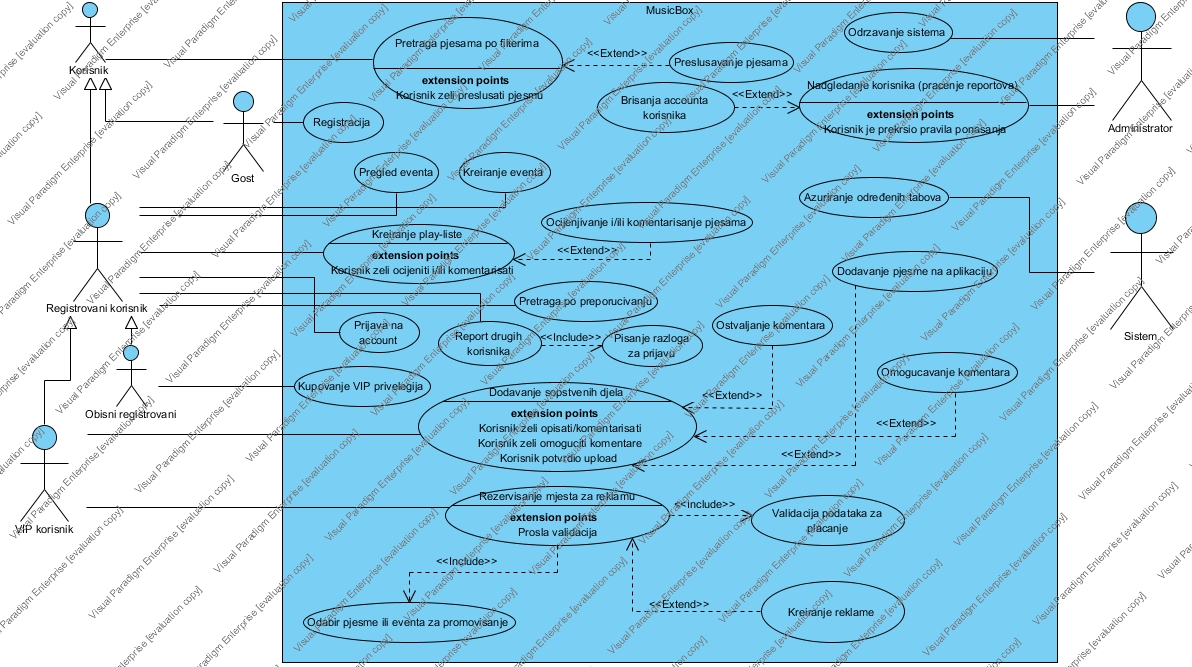 MusicBox
Korisnik
Gost
Registrovani korisnik
Obisni registrovani
VIP korisnik
Administrator
Sistem
Pretraga pjesama po filterima
extension points
Korisnik zeli preslusati pjesmu
<<Extend>>
Preslusavanje pjesama
Odrzavanje sistema
Registracija
Brisanja accounta
korisnika
<<Extend>>
Nadgledanje korisnika (pracenje reportova)
extension points
Korisnik je prekrsio pravila ponasanja
Pregled eventa
Kreiranje eventa
Azuriranje određenih tabova
Ocijenjivanje i/ili komentarisanje pjesama
Kreiranje play-liste
extension points
Korisnik zeli ocijeniti i/ili komentarisati
<<Extend>>
Dodavanje pjesme na aplikaciju
Pretraga po preporucivanju
Prijava na
account
Report drugih
korisnika
<<Include>>
Pisanje razloga
za prijavu
Ostvaljanje komentara
Omogucavanje komentara
Kupovanje VIP privelegija
Dodavanje sopstvenih djela
extension points
Korisnik zeli opisati/komentarisati
Korisnik zeli omoguciti komentare
Korisnik potvrdio upload
<<Extend>>
<<Extend>>
<<Extend>>
Rezervisanje mjesta za reklamu
extension points
Prosla validacija
<<Include>>
Validacija podataka za
placanje
<<Include>>
Odabir pjesme ili eventa za promovisanje
<<Extend>>
Kreiranje reklame
Visual Paradigm Enterprise [evaluation copy]